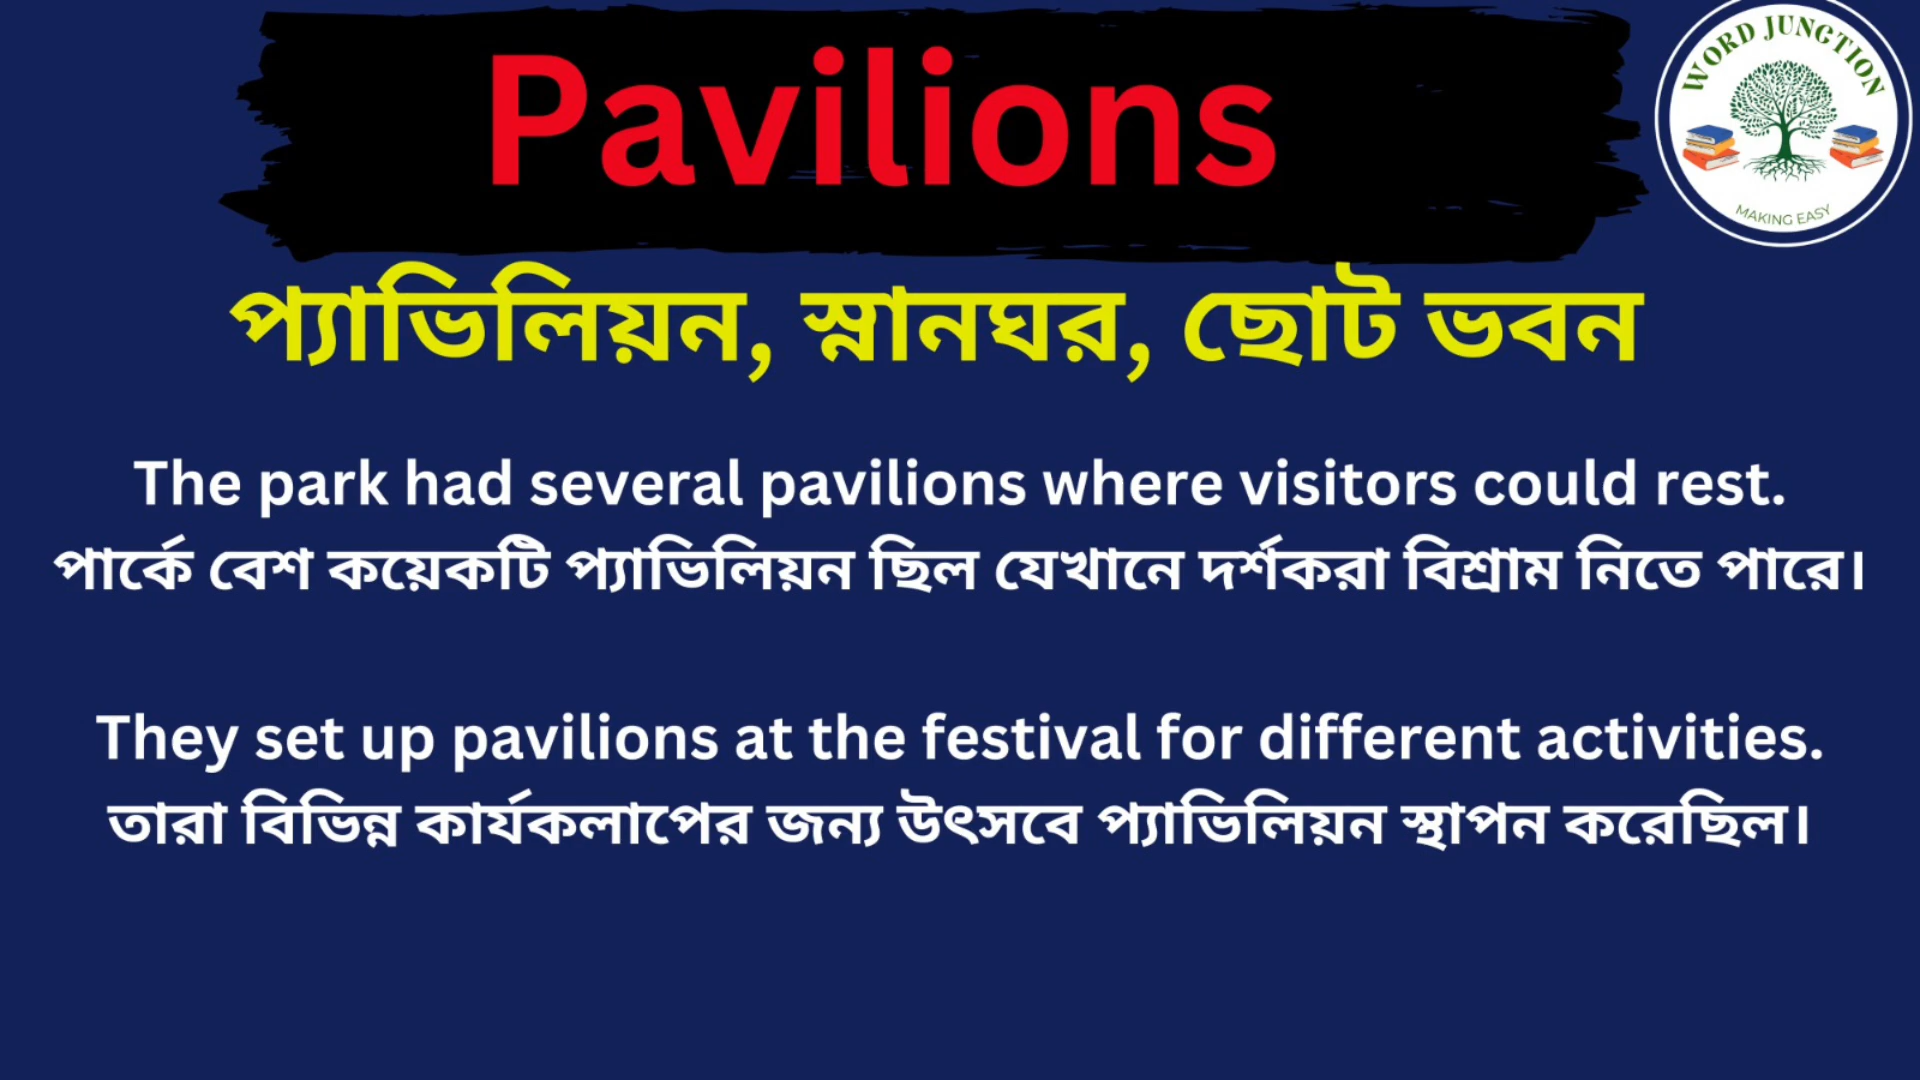 Pavilions
WORD JUNCTION
MAKING EASY
প্যাভিলিয়ন, স্নানঘর, ছোট ভবন
The park had several pavilions where visitors could rest.
পার্কে বেশ কয়েকটি প্যাভিলিয়ন ছিল যেখানে দর্শকরা বিশ্রাম নিতে পারে।
They set up pavilions at the festival for different activities.
তারা বিভিন্ন কার্যকলাপের জন্য উৎসবে প্যাভিলিয়ন স্থাপন করেছিল।